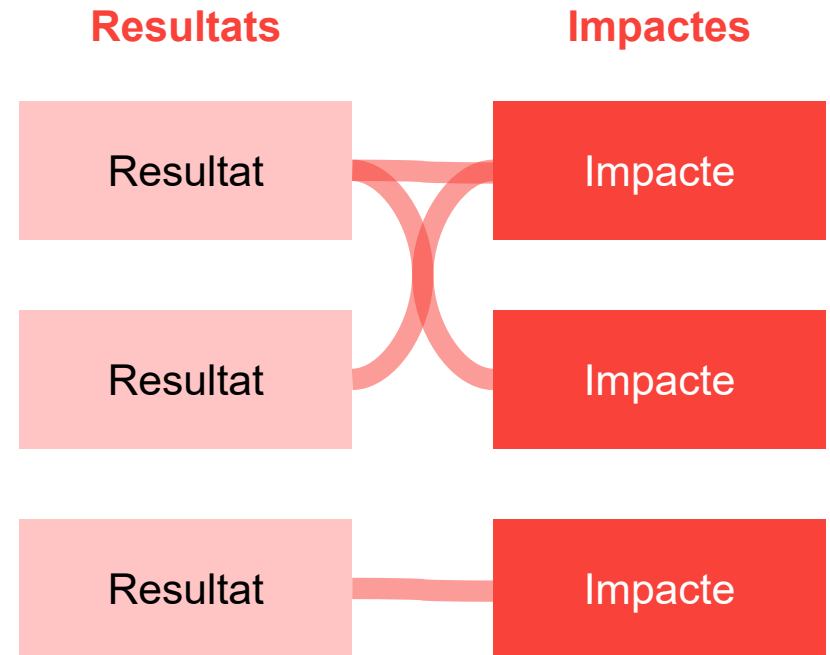 Resultats
Impactes
Resultat
Impacte
Resultat
Impacte
Resultat
Impacte